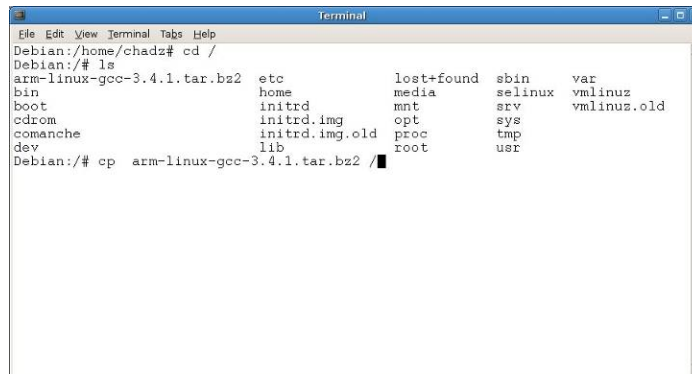 Terminal
File Edit View Terminal Tabs Help
Debian:/home/chadz# cd /
Debian:/# ls
arm-linux-gcc-3.4.1.tar.bz2 etc lost+found sbin var
bin home media selinux vmlinuz
boot initrd mnt srv vmlinuz.old
cdrom initrd.img opt sys
comanche initrd.img.old proc tmp
dev lib root usr
Debian:/# cp  arm-linux-gcc-3.4.1.tar.bz2 /